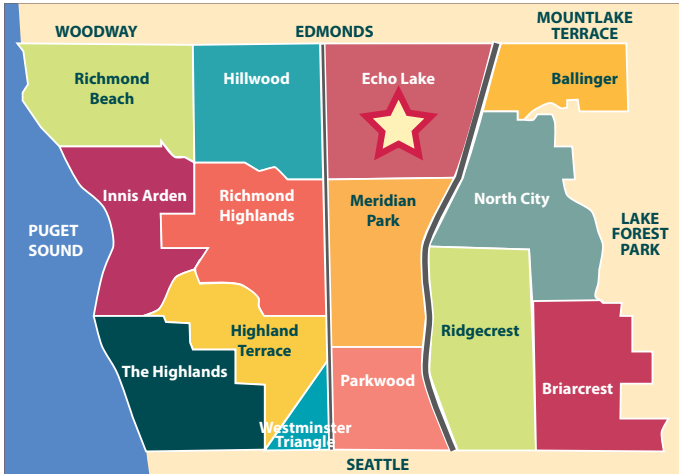 WOODWAY
EDMONDS
MOUNTLAKE
TERRACE
Richmond
Beach
Hillwood
Echo Lake
Ballinger
Innis Arden
Richmond
Highlands
Meridian
Park
North City
PUGET
SOUND
LAKE
FOREST
PARK
Highland
Terrace
Ridgecrest
The Highlands
Parkwood
Briarcrest
Westminster
Triangle
SEATTLE